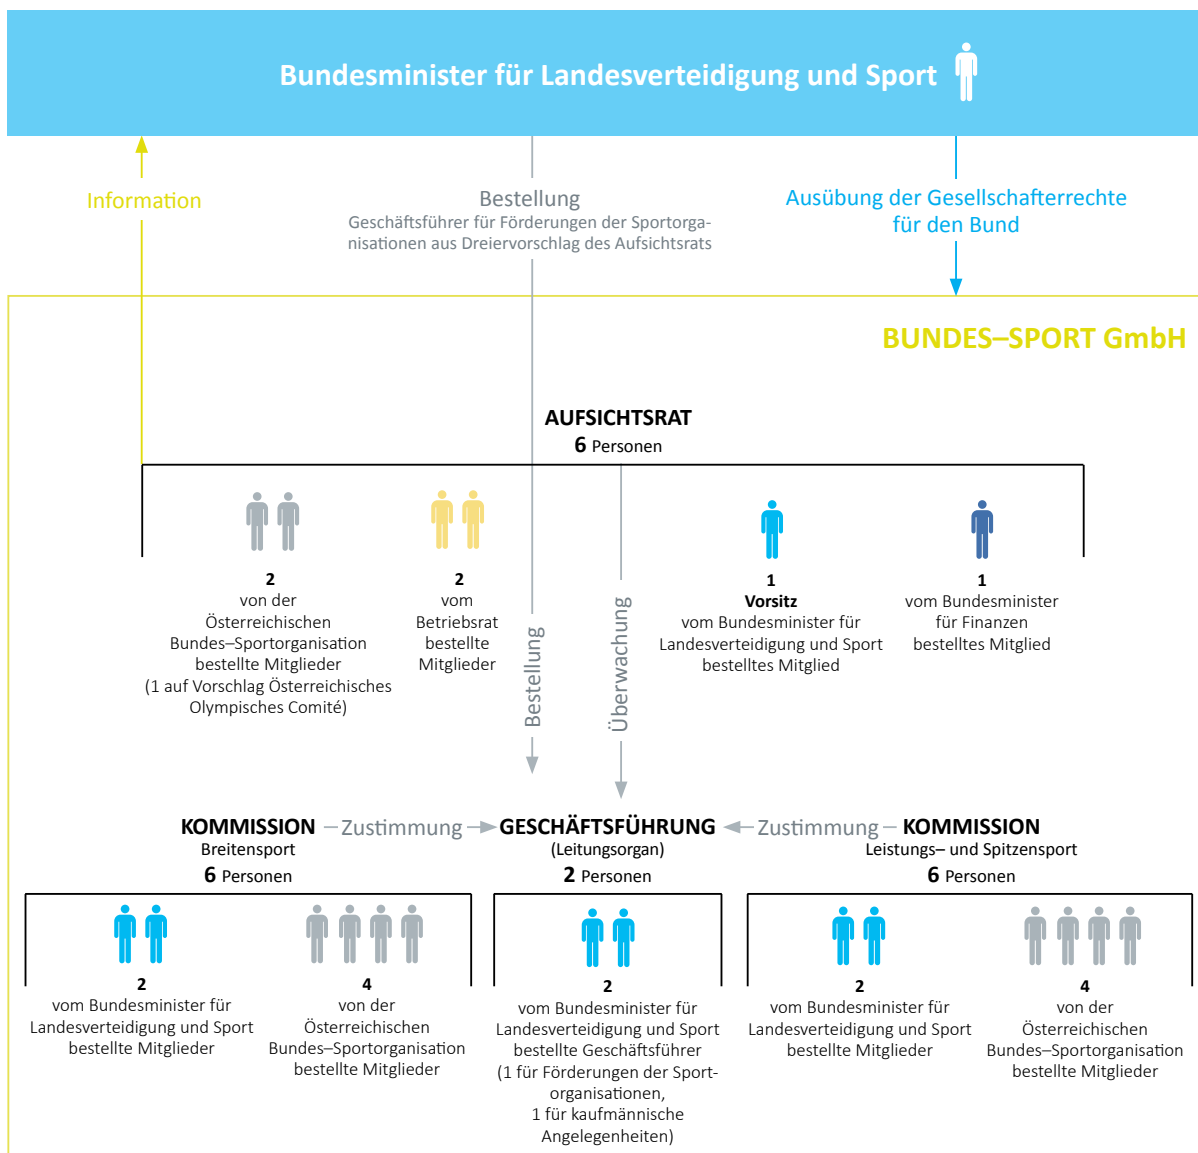 Bundesminister für Landesverteidigung und Sport
Information
Bestellung
Geschäftsführer für Förderungen der Sportorga-
nisationen aus Dreiervorschlag des Aufsichtsrats
Ausübung der Gesellschafterrechte
für den Bund
BUNDES–SPORT GmbH
AUFSICHTSRAT
6 Personen
2
von der
Österreichischen
Bundes–Sportorganisation
bestellte Mitglieder
(1 auf Vorschlag Österreichisches
Olympisches Comité)
2
vom
Betriebsrat
bestellte
Mitglieder
Bestellung
Überwachung
1
Vorsitz
vom Bundesminister für
Landesverteidigung und Sport
bestelltes Mitglied
1
vom Bundesminister
für Finanzen
bestelltes Mitglied
KOMMISSION
Breitensport
6 Personen
Zustimmung
GESCHÄFTSFÜHRUNG
(Leitungsorgan)
2 Personen
Zustimmung
KOMMISSION
Leistungs– und Spitzensport
6 Personen
2
vom Bundesminister für
Landesverteidigung und Sport
bestellte Mitglieder
4
von der
Österreichischen
Bundes–Sportorganisation
bestellte Mitglieder
2
vom Bundesminister für
Landesverteidigung und Sport
bestellte Geschäftsführer
(1 für Förderungen der Sport-
organisationen,
1 für kaufmännische
Angelegenheiten)
2
vom Bundesminister für
Landesverteidigung und Sport
bestellte Mitglieder
4
von der
Österreichischen
Bundes–Sportorganisation
bestellte Mitglieder